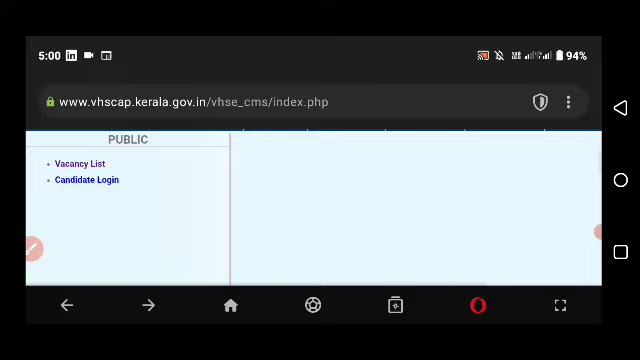 5:00
94%
www.vhscap.kerala.gov.in/vhse_cms/index.php
PUBLIC
Vacancy List
Candidate Login